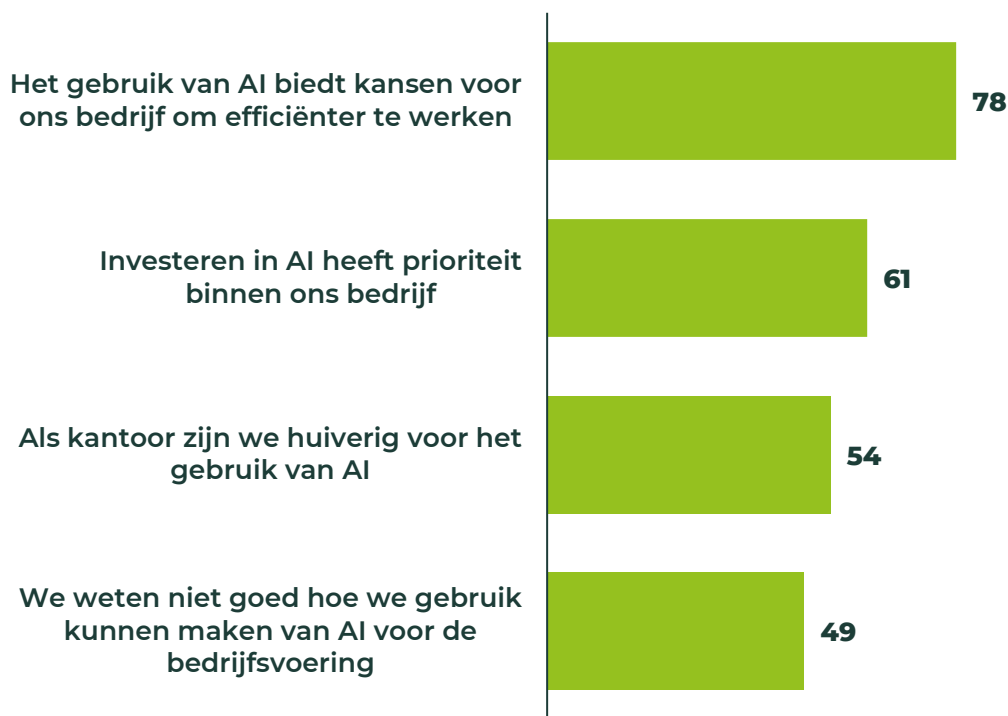 Het gebruik van AI biedt kansen voor
ons bedrijf om efficiënter te werken
78
Investeren in AI heeft prioriteit
binnen ons bedrijf
61
Als kantoor zijn we huiverig voor het
gebruik van AI
54
We weten niet goed hoe we gebruik
kunnen maken van AI voor de
bedrijfsvoering
49